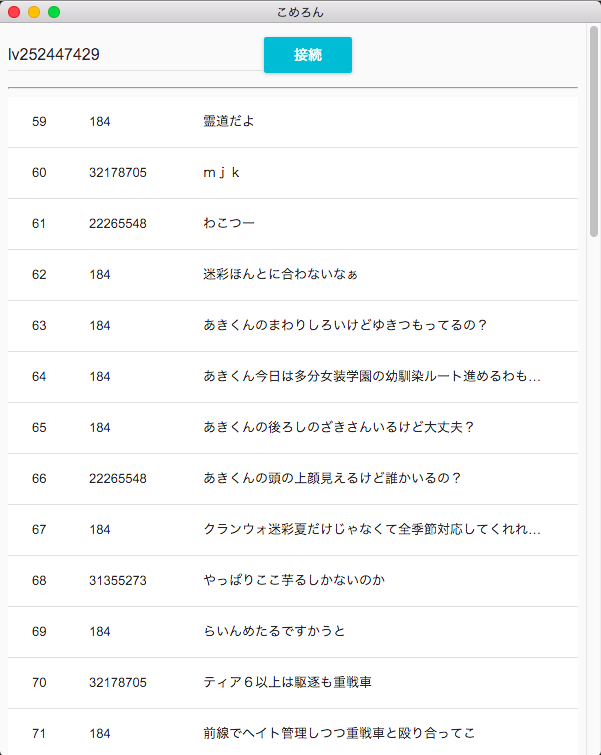 こめろん
lv252447429 接続
59 184 霊道だよ
60 32178705 ｍｊｋ
61 22265548 わこつー
62 184 迷彩ほんとに合わないなぁ
63 184 あきくんのまわりしろいけどゆきつもってるの？
64 184 あきくん今日は多分女装学園の幼馴染ルート進めるわも…
65 184 あきくんの後ろしのざきさんいるけど大丈夫？
66 22265548 あきくんの頭の上顔見えるけど誰かいるの？
67 184 クランウォ迷彩夏だけじゃなくて全季節対応してくれれ…
68 31355273 やっぱりここ芋るしかないのか
69 184 らいんめたるですかうと
70 32178705 ティア６以上は駆逐も重戦車
71 184 前線でヘイト管理しつつ重戦車と殴り合ってこ